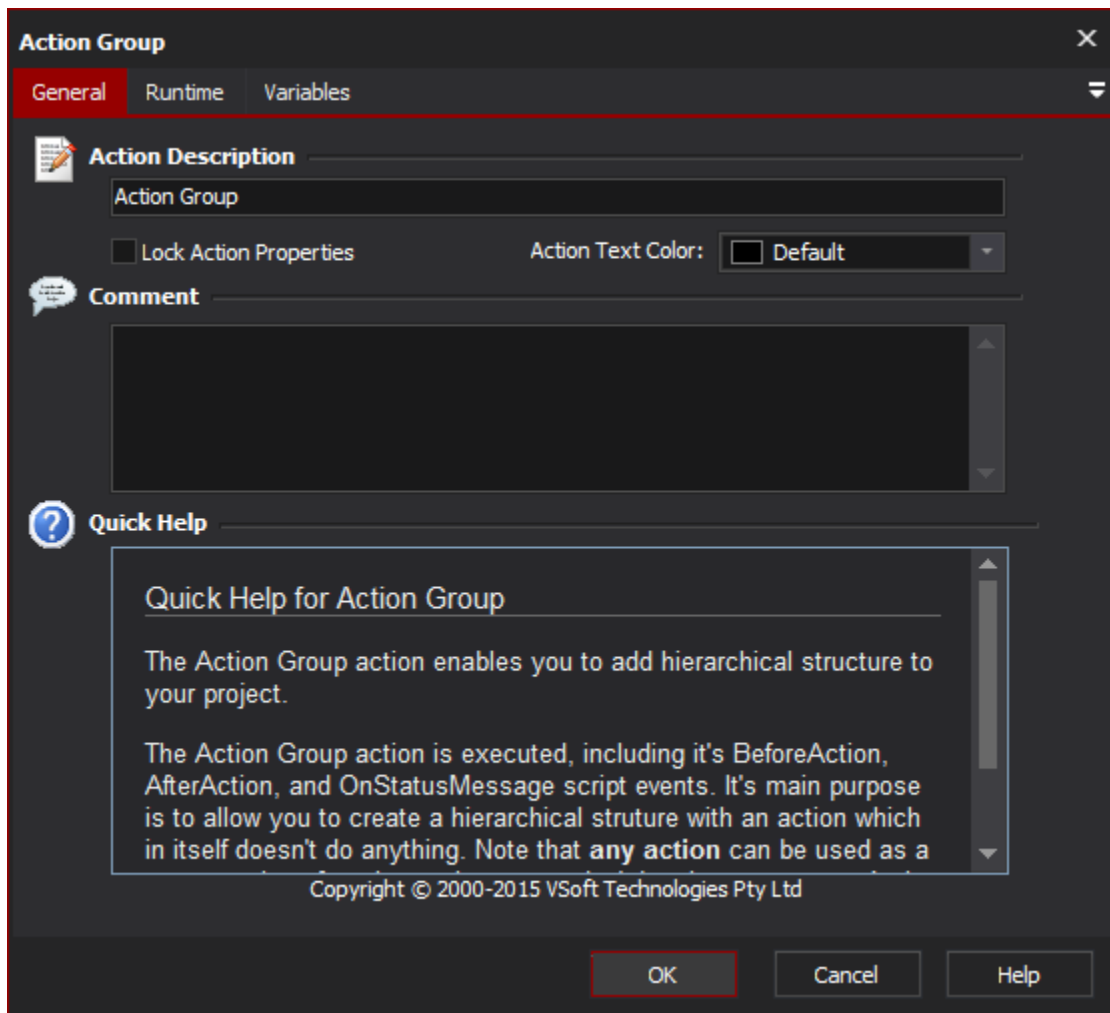 Action Group
General Runtime Variables
Action Description
Action Group
Lock Action Properties Action Text Color: Default
Comment
Quick Help
Quick Help for Action Group
The Action Group action enables you to add hierarchical structure to
your project.
The Action Group action is executed, including it's BeforeAction,
AfterAction, and OnStatusMessage script events. It's main purpose
is to allow you to create a hierarchical struture with an action which
in itself doesn't do anything. Note that any action can be used as a
Copyright © 2000-2015 VSoft Technologies Pty Ltd
OK Cancel Help